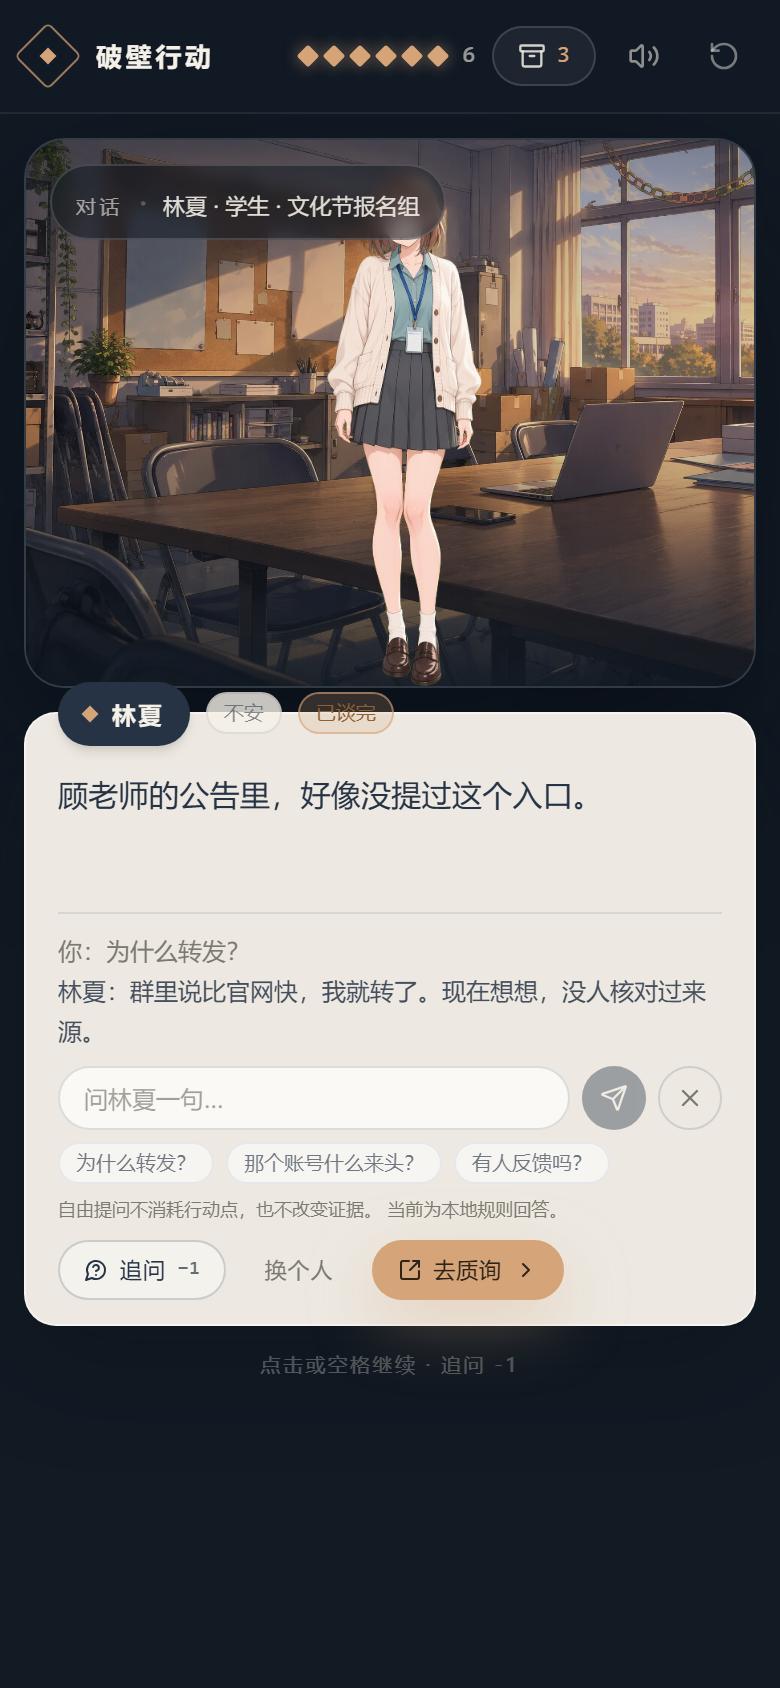 破壁行动
6
3
对话 · 林夏 · 学生 · 文化节报名组
林夏
不安
已谈完
顾老师的公告里，好像没提过这个入口。
你：为什么转发？
林夏：群里说比官网快，我就转了。现在想想，没人核对过来
源。
问林夏一句…
为什么转发？
那个账号什么来头？
有人反馈吗？
自由提问不消耗行动点，也不改变证据。 当前为本地规则回答。
追问 -1
换个人
去质询
点击或空格继续 · 追问 -1